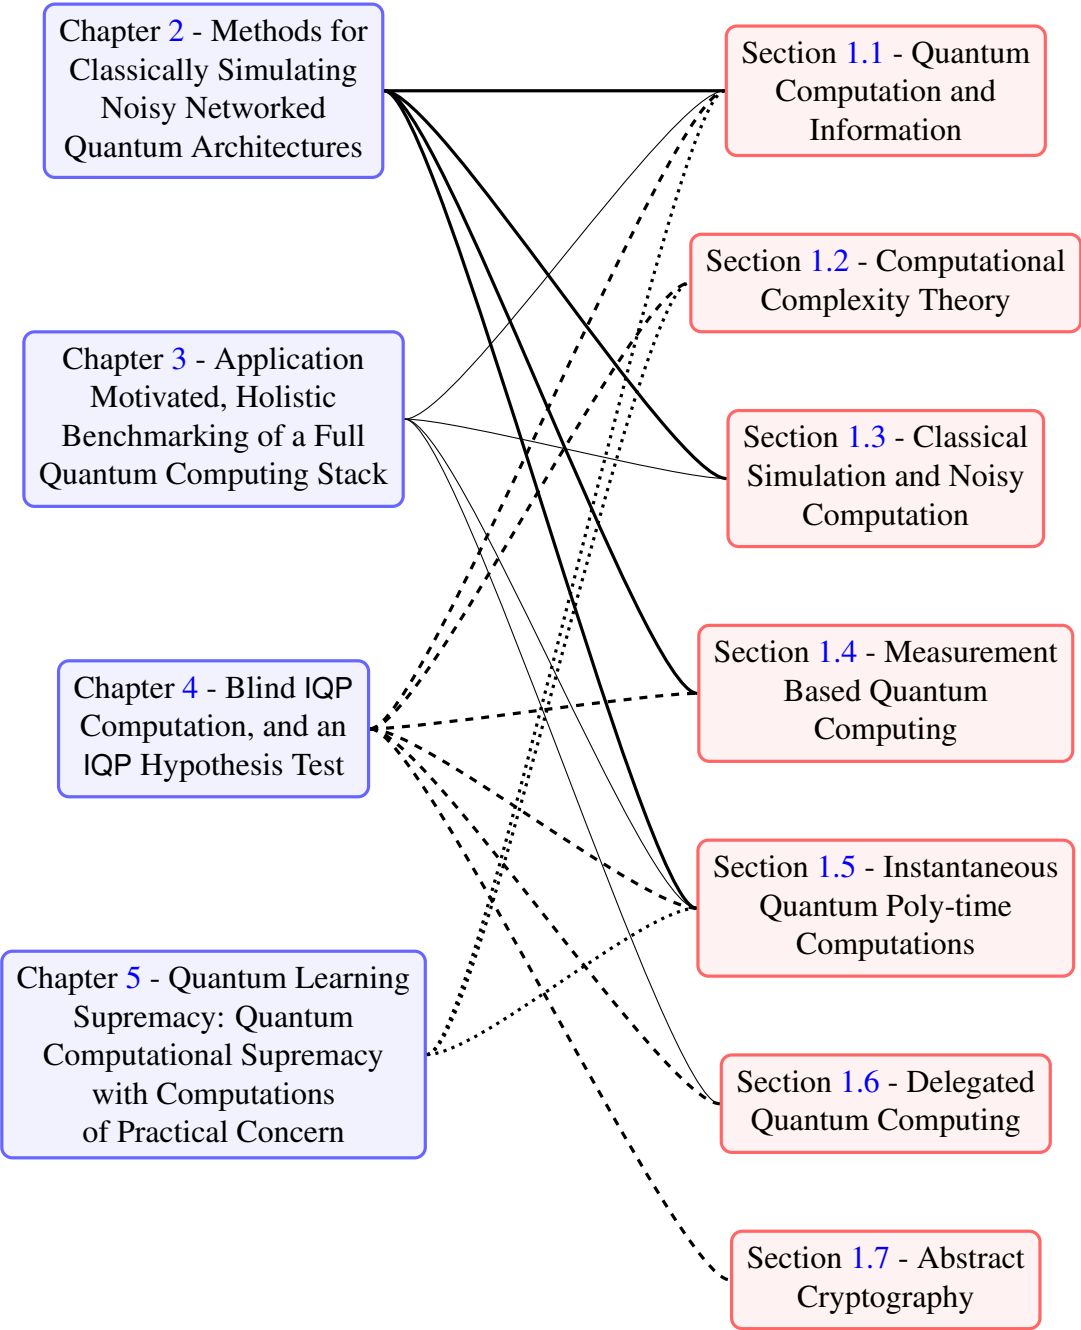 Chapter 2 - Methods for
Classically Simulating
Noisy Networked
Quantum Architectures
Chapter 3 - Application
Motivated, Holistic
Benchmarking of a Full
Quantum Computing Stack
Chapter 4 - Blind IQP
Computation, and an
IQP Hypothesis Test
Chapter 5 - Quantum Learning
Supremacy: Quantum
Computational Supremacy
with Computations
of Practical Concern
Section 1.1 - Quantum
Computation and
Information
Section 1.2 - Computational
Complexity Theory
Section 1.3 - Classical
Simulation and Noisy
Computation
Section 1.4 - Measurement
Based Quantum
Computing
Section 1.5 - Instantaneous
Quantum Poly-time
Computations
Section 1.6 - Delegated
Quantum Computing
Section 1.7 - Abstract
Cryptography